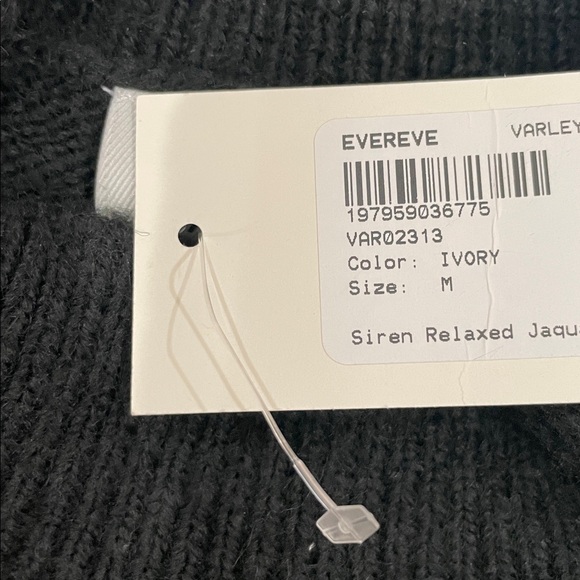 EVEREVE VARLEY
197959036775
VAR02313
Color: IVORY
Size: M
Siren Relaxed Jaqu